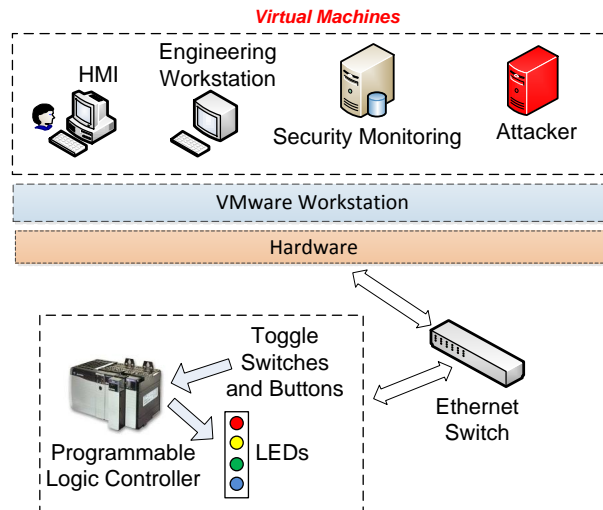 Virtual Machines
HMI
Engineering
Workstation
Security Monitoring
Attacker
VMware Workstation
Hardware
Toggle
Switches
and Buttons
Programmable
Logic Controller
LEDs
Ethernet
Switch